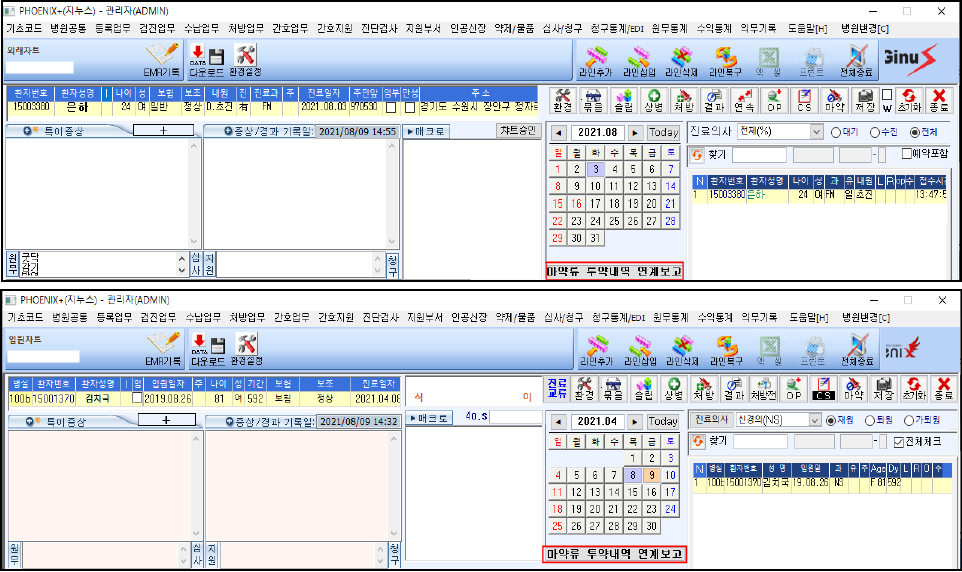 PHOENIX+(지누스) - 관리자(ADMIN)
기초코드 병원공통 등록업무 검진업무 수납업무 처방업무 간호업무 간호지원 진단검사 지원부서 인공신장 약제/물품 심사/청구 청구통계/EDI 원무통계 수익통계 의무기록 도움말[H] 병원변경[C]
외래차트
EMR기록 DATA 다운로드 환경설정 라인추가 라인삽입 라인삭제 라인복구 엑 셀 프린트 전체종료 Ginus
환자번호 환자성명 I 나이 성 보험 보조 내원 진 진료과 주 진료일자 주민앞 임부 만성 주 소
15003380 은하 24 여 일반 정상 D.초진 有 FM 2021.08.03 970530 경기도 수원시 장안구 정자로
환경 묶음 슬립 상병 처방 결과 연속 OP CS 마약 저장 W 초기화 종료
특이증상 + 증상/경과 기록일: 2021/08/09 14:55 ▶매크로 차트승인
◀ 2021.08 ▶ Today
일 월 화 수 목 금 토
1 2 3 4 5 6 7
8 9 10 11 12 13 14
15 16 17 18 19 20 21
22 23 24 25 26 27 28
29 30 31
진료의사 전체(%) 대기 수진 전체
찾기 - 예약포함
N 환자번호 환자성명 나이 성 과 유 내원 L R op 수 접수시
1 15003380 은하 24 여 FM 일 초진 13:47:5
원무 굿닥 감기 심사 지원 청구
마약류 투약내역 연계보고
PHOENIX+(지누스) - 관리자(ADMIN)
기초코드 병원공통 등록업무 검진업무 수납업무 처방업무 간호업무 간호지원 진단검사 지원부서 인공신장 약제/물품 심사/청구 청구통계/EDI 원무통계 수익통계 의무기록 도움말[H] 병원변경[C]
입원차트
EMR기록 DATA 다운로드 환경설정 라인추가 라인삽입 라인삭제 라인복구 엑 셀 프린트 전체종료
병실 환자번호 환자성명 I 임 입원일자 주 나이 성 기간 보험 보조 진료일자
100b 15001370 김치국 2019.08.26 81 여 592 보험 정상 2021.04.08
식 이
진료교류 환경 묶음 슬립 상병 처방 결과 처방전 OP CS 마약 저장 초기화 종료
특이증상 + 증상/경과 기록일: 2021/08/09 14:32 ▶매크로 40.s
◀ 2021.04 ▶ Today
일 월 화 수 목 금 토
1 2 3
4 5 6 7 8 9 10
11 12 13 14 15 16 17
18 19 20 21 22 23 24
25 26 27 28 29 30
진료의사 신경의(NS) 재원 퇴원 가퇴원
찾기 - 전체체크
N 병실 환자번호 성 명 입원일 과 유 주 Age Dy L R O 수
1 100b 15001370 김치국 19.08.26 NS F 81 592
원무 심사 지원 청구
마약류 투약내역 연계보고